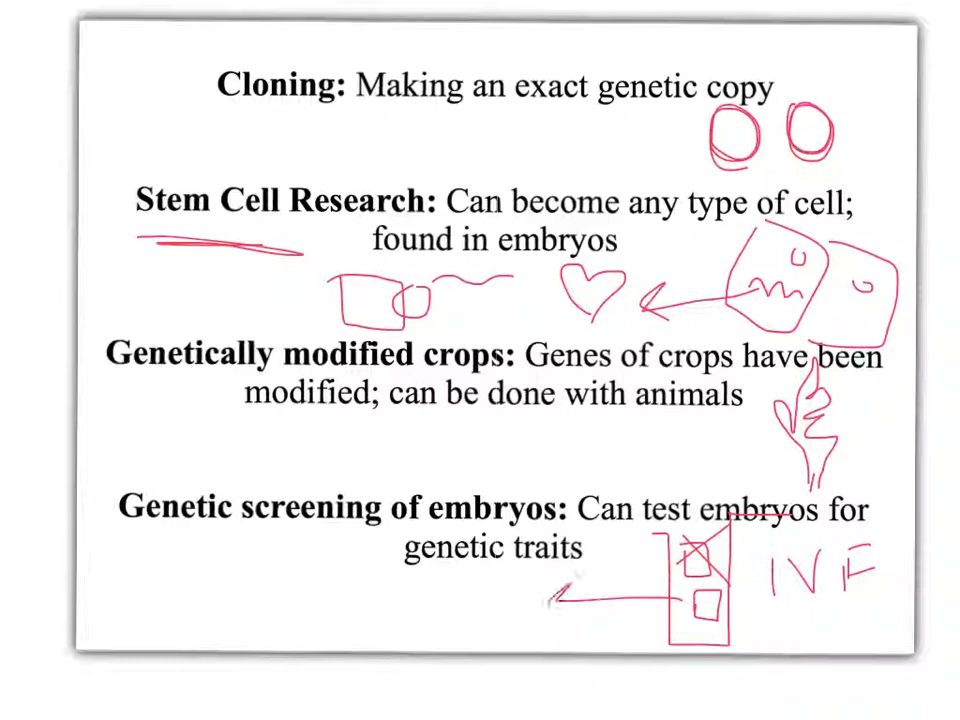 Cloning: Making an exact genetic copy
Stem Cell Research: Can become any type of cell;
found in embryos
Genetically modified crops: Genes of crops have been
modified; can be done with animals
Genetic screening of embryos: Can test embryos for
genetic traits
IVF